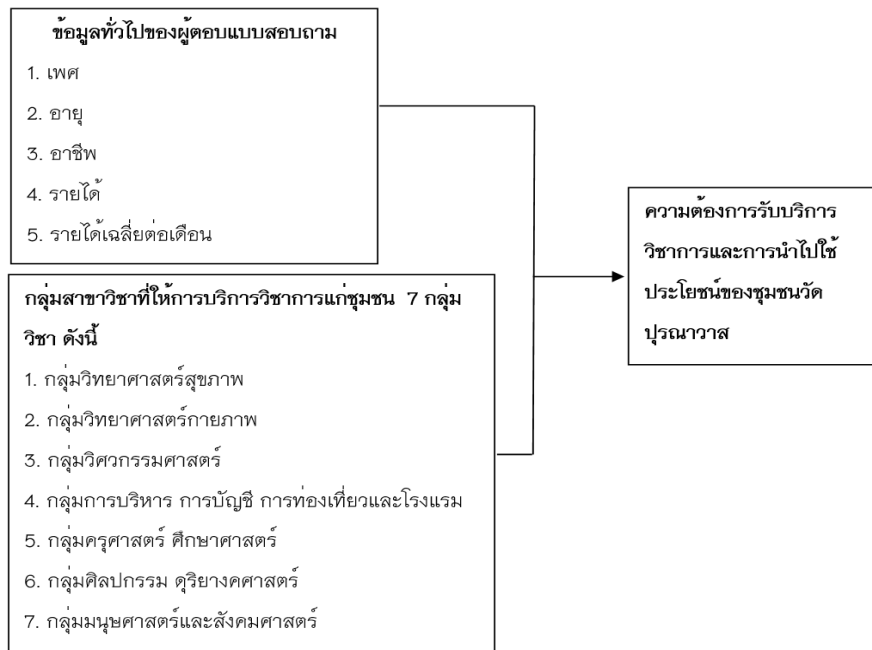 ข้อมูลทั่วไปของผู้ตอบแบบสอบถาม
1. เพศ
2. อายุ
3. อาชีพ
4. รายได้
5. รายได้เฉลี่ยต่อเดือน
กลุ่มสาขาวิชาที่ให้การบริการวิชาการแก่ชุมชน 7 กลุ่ม
วิชา ดังนี้
1. กลุ่มวิทยาศาสตร์สุขภาพ
2. กลุ่มวิทยาศาสตร์กายภาพ
3. กลุ่มวิศวกรรมศาสตร์
4. กลุ่มการบริหาร การบัญชี การท่องเที่ยวและโรงแรม
5. กลุ่มครุศาสตร์ ศึกษาศาสตร์
6. กลุ่มศิลปกรรม ดุริยางคศาสตร์
7. กลุ่มมนุษศาสตร์และสังคมศาสตร์
ความต้องการรับบริการ
วิชาการและการนำไปใช้
ประโยชน์ของชุมชนวัด
ปุรณาวาส